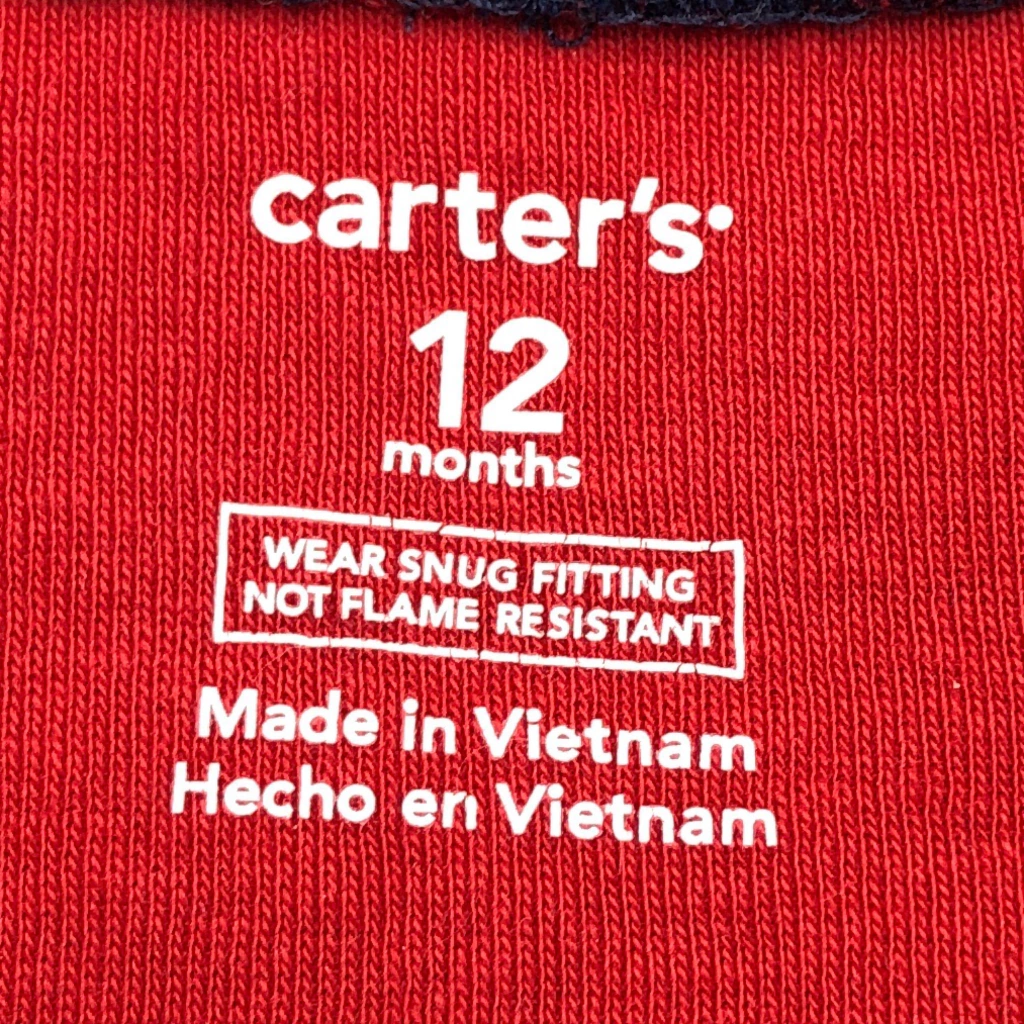 carter's
12
months
WEAR SNUG FITTING
NOT FLAME RESISTANT
Made in Vietnam
Hecho en Vietnam